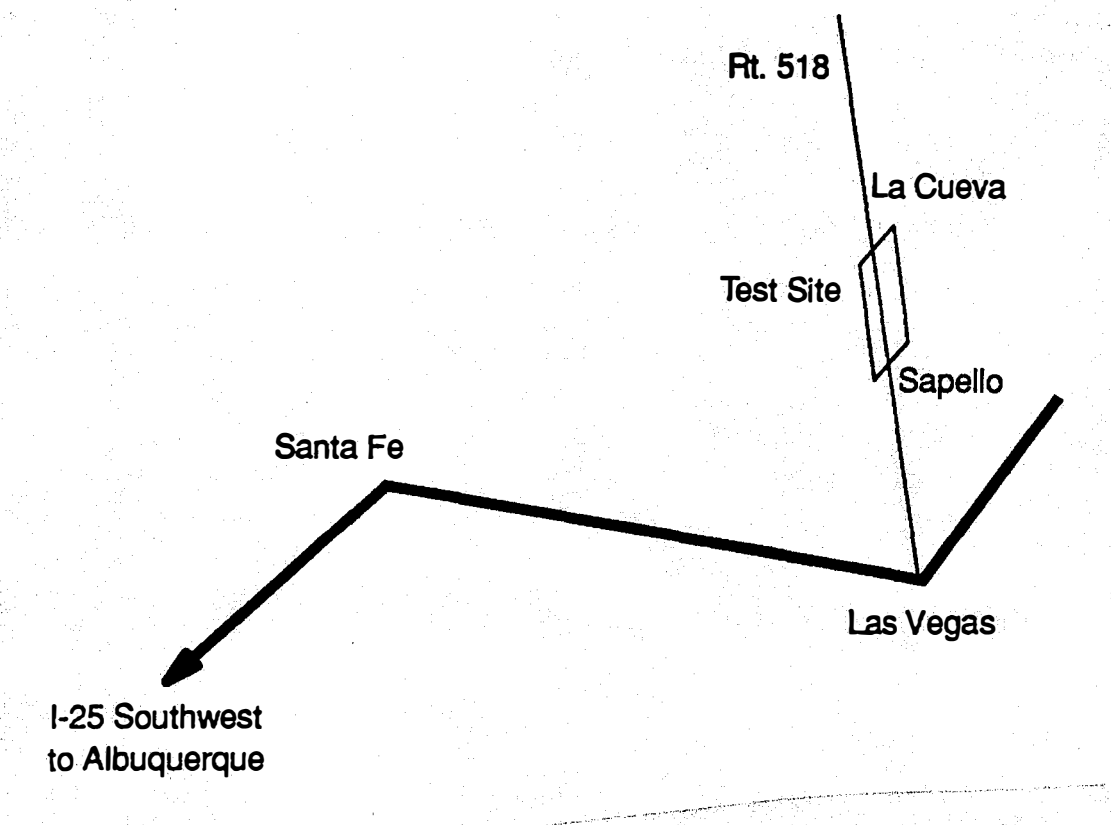 Rt. 518
La Cueva
Test Site
Sapello
Santa Fe
Las Vegas
I-25 Southwest
to Albuquerque